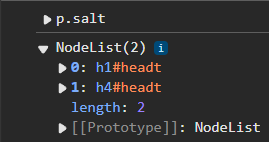 ▶ p.salt
▼ NodeList(2) i
▶ 0: h1#headt
▶ 1: h4#headt
length: 2
▶ [[Prototype]]: NodeList